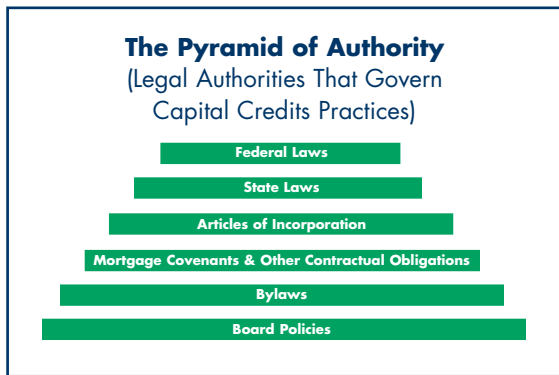 The Pyramid of Authority
(Legal Authorities That Govern
Capital Credits Practices)
Federal Laws
State Laws
Articles of Incorporation
Mortgage Covenants & Other Contractual Obligations
Bylaws
Board Policies